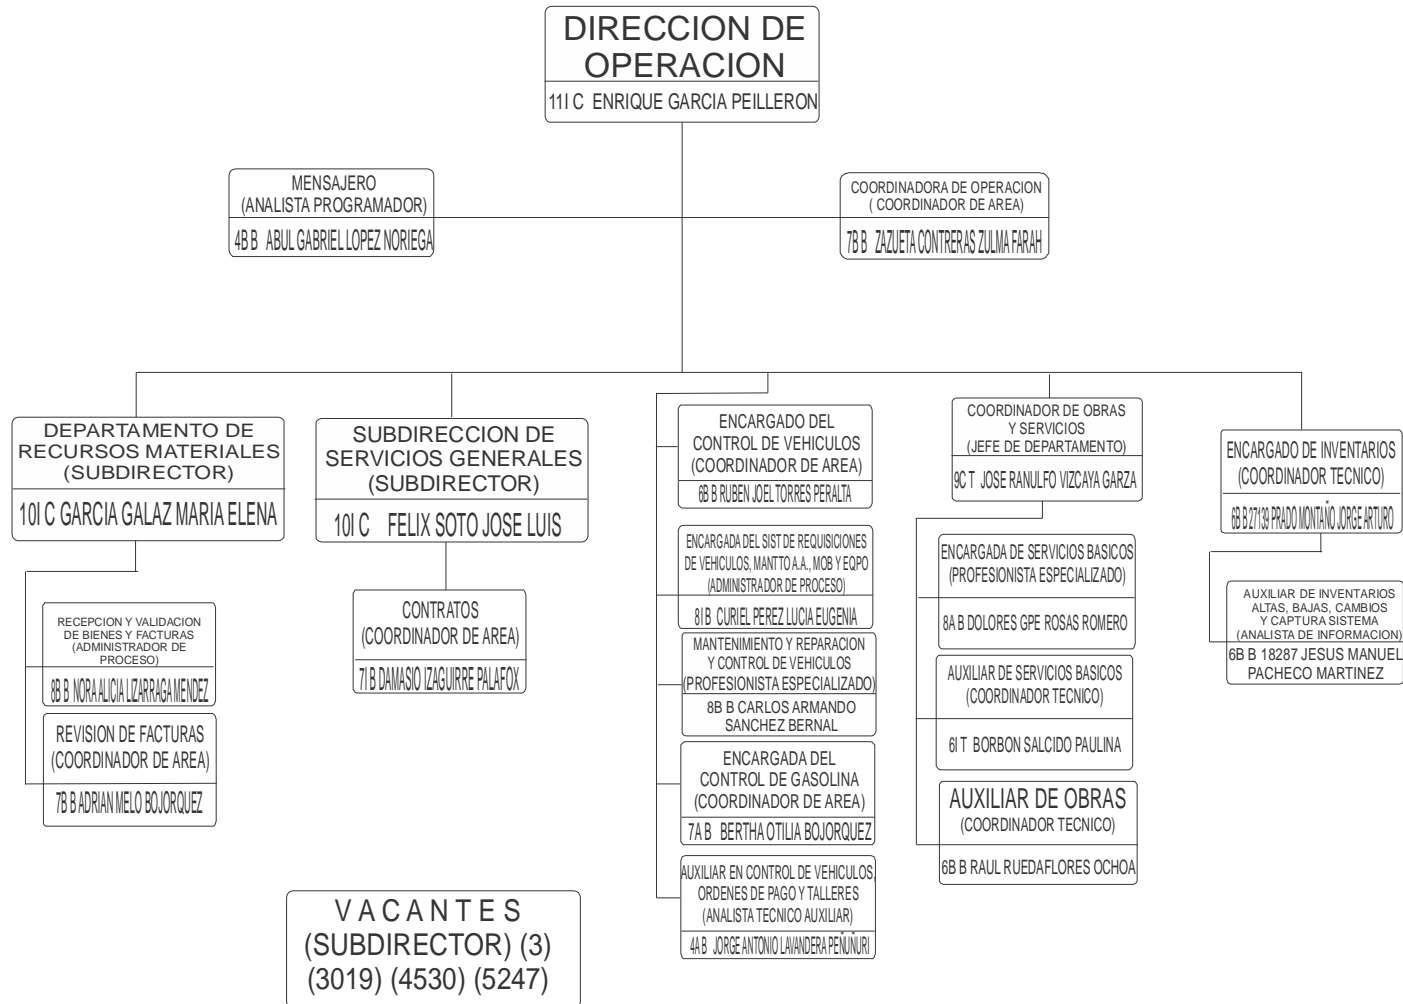 DIRECCION DE
OPERACION
11I C ENRIQUE GARCIA PEILLERON
MENSAJERO
(ANALISTA PROGRAMADOR)
4B B ABUL GABRIEL LOPEZ NORIEGA
COORDINADORA DE OPERACION
( COORDINADOR DE AREA)
7B B ZAZUETA CONTRERAS ZULMA FARAH
DEPARTAMENTO DE
RECURSOS MATERIALES
(SUBDIRECTOR)
10I C GARCIA GALAZ MARIA ELENA
RECEPCION Y VALIDACION
DE BIENES Y FACTURAS
(ADMINISTRADOR DE
PROCESO)
8B B NORA ALICIA LIZARRAGA MENDEZ
REVISION DE FACTURAS
(COORDINADOR DE AREA)
7B B ADRIAN MELO BOJORQUEZ
SUBDIRECCION DE
SERVICIOS GENERALES
(SUBDIRECTOR)
10I C FELIX SOTO JOSE LUIS
CONTRATOS
(COORDINADOR DE AREA)
7I B DAMASIO IZAGUIRRE PALAFOX
ENCARGADO DEL
CONTROL DE VEHICULOS
(COORDINADOR DE AREA)
6B B RUBEN JOEL TORRES PERALTA
ENCARGADA DEL SIST DE REQUISICIONES
DE VEHICULOS, MANTTO A.A., MOB Y EQPO
(ADMINISTRADOR DE PROCESO)
8I B CURIEL PEREZ LUCIA EUGENIA
MANTENIMIENTO Y REPARACION
Y CONTROL DE VEHICULOS
(PROFESIONISTA ESPECIALIZADO)
8B B CARLOS ARMANDO
SANCHEZ BERNAL
ENCARGADA DEL
CONTROL DE GASOLINA
(COORDINADOR DE AREA)
7A B BERTHA OTILIA BOJORQUEZ
AUXILIAR EN CONTROL DE VEHICULOS,
ORDENES DE PAGO Y TALLERES
(ANALISTA TECNICO AUXILIAR)
4A B JORGE ANTONIO LAVANDERA PEÑUÑURI
COORDINADOR DE OBRAS
Y SERVICIOS
(JEFE DE DEPARTAMENTO)
9C T JOSE RANULFO VIZCAYA GARZA
ENCARGADA DE SERVICIOS BASICOS
(PROFESIONISTA ESPECIALIZADO)
8A B DOLORES GPE ROSAS ROMERO
AUXILIAR DE SERVICIOS BASICOS
(COORDINADOR TECNICO)
6I T BORBON SALCIDO PAULINA
AUXILIAR DE OBRAS
(COORDINADOR TECNICO)
6B B RAUL RUEDAFLORES OCHOA
ENCARGADO DE INVENTARIOS
(COORDINADOR TECNICO)
6B B 27139 PRADO MONTAÑO JORGE ARTURO
AUXILIAR DE INVENTARIOS
ALTAS, BAJAS, CAMBIOS
Y CAPTURA SISTEMA
(ANALISTA DE INFORMACION)
6B B 18287 JESUS MANUEL
PACHECO MARTINEZ
V A C A N T E S
(SUBDIRECTOR) (3)
(3019) (4530) (5247)